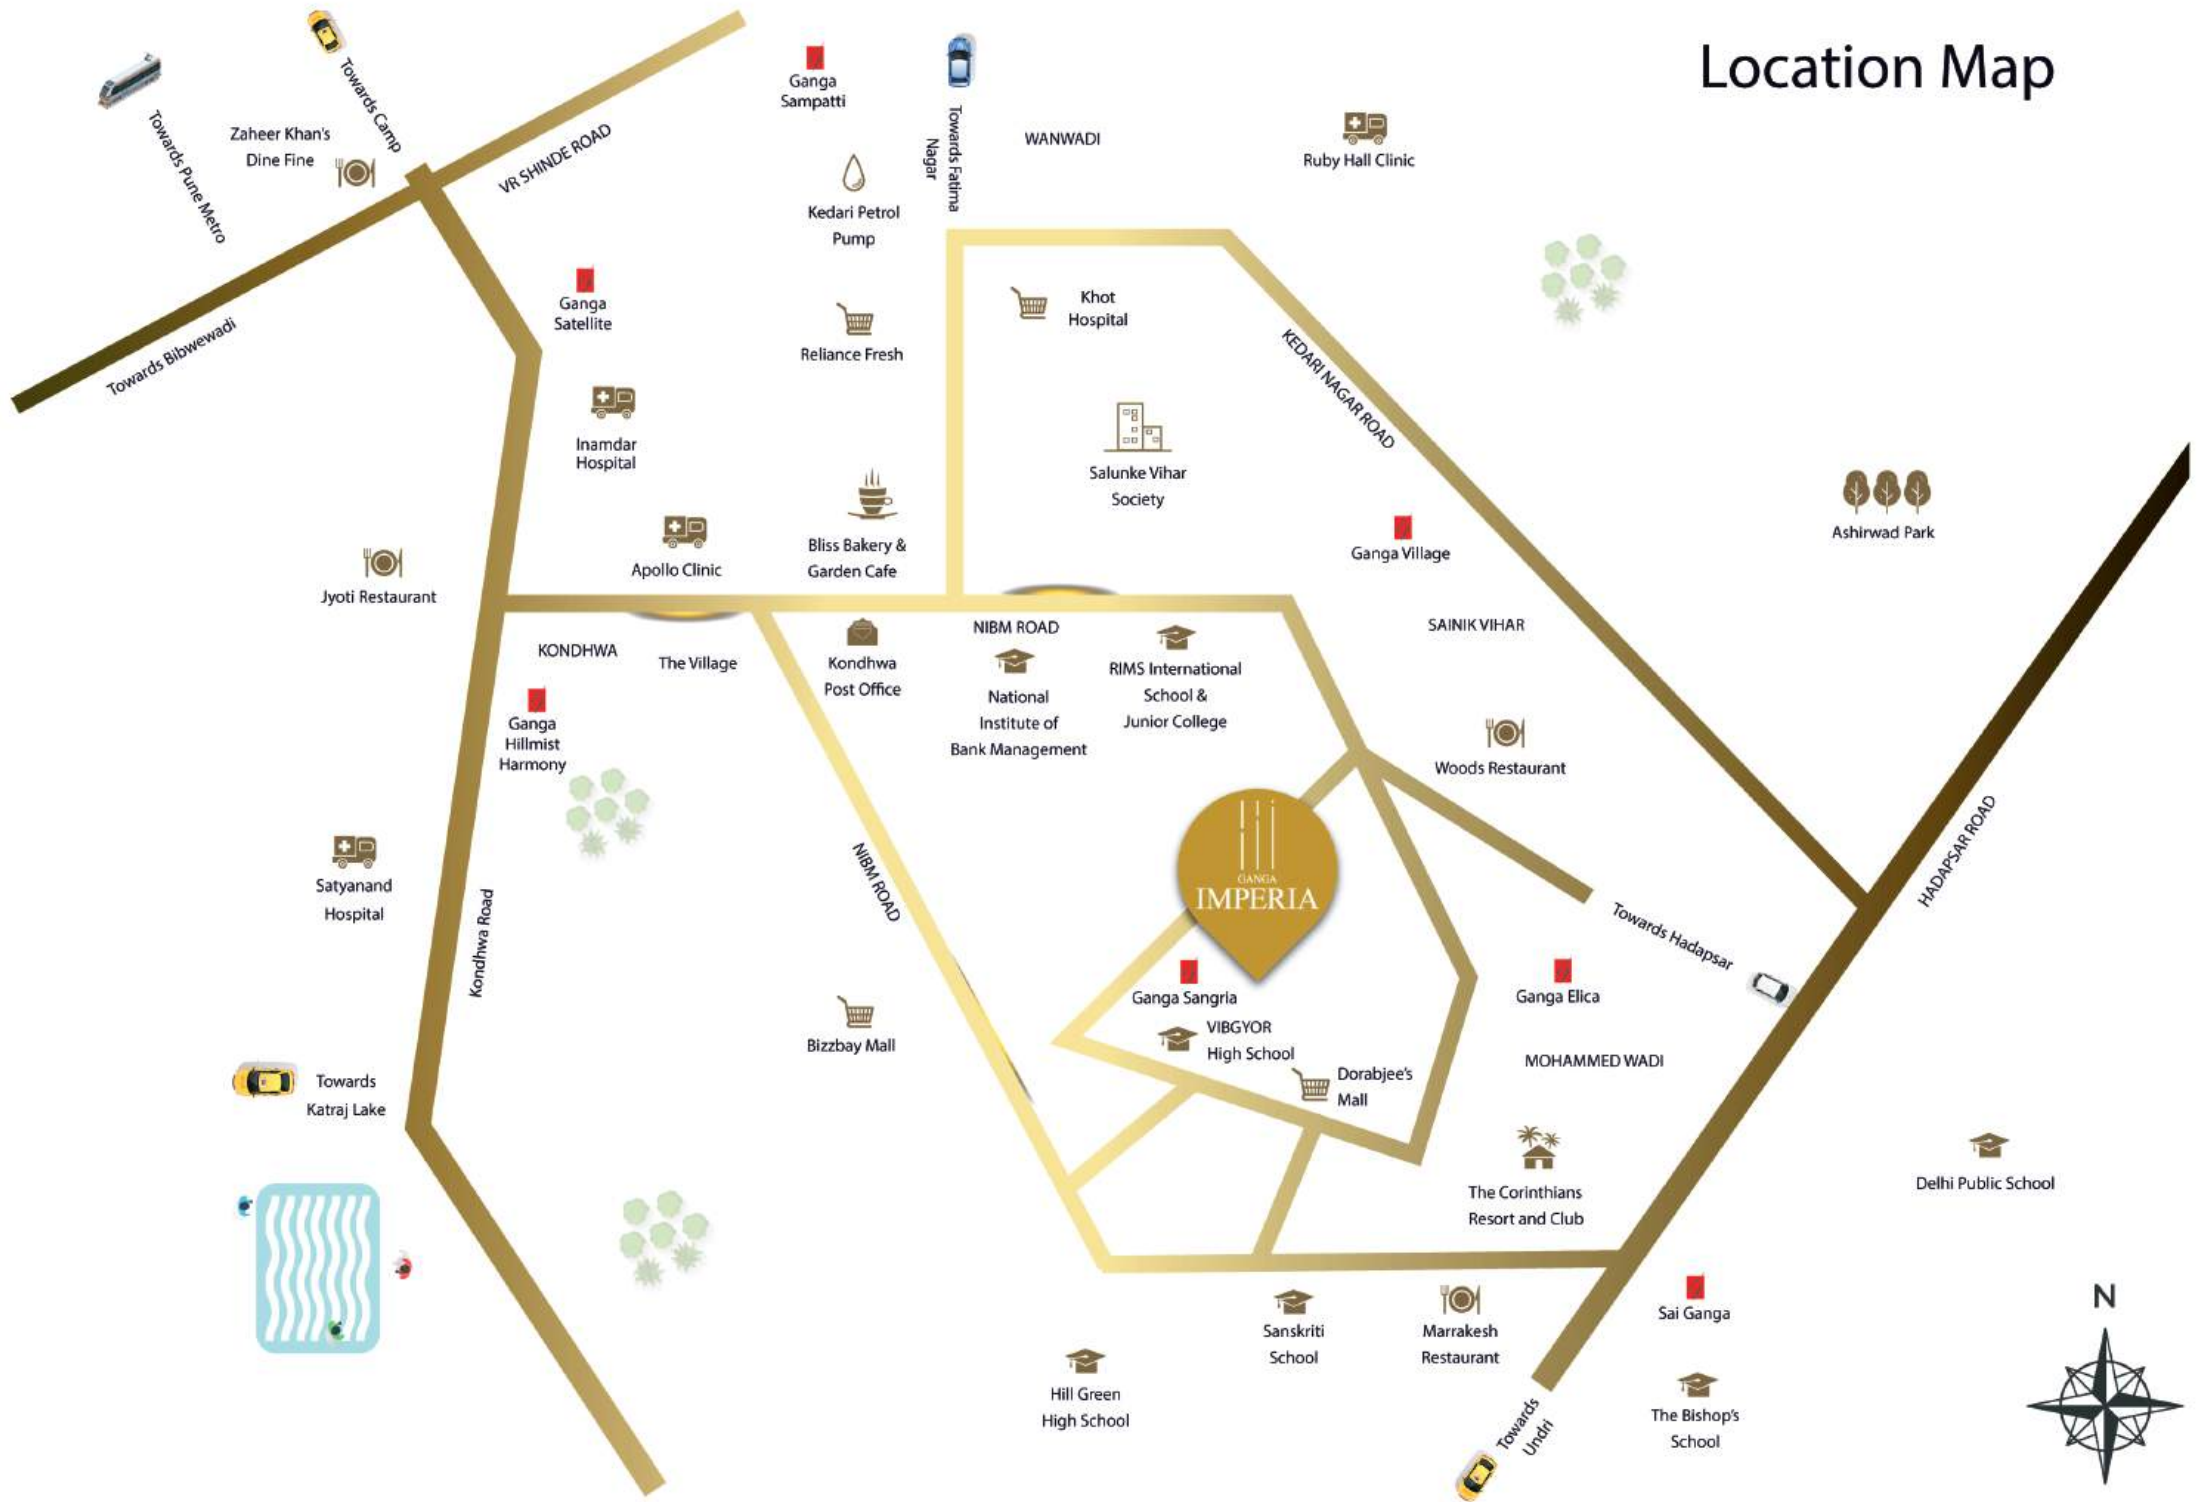 Location Map
Towards Camp
Towards Pune Metro
Zaheer Khan's
Dine Fine
VR SHINDE ROAD
Towards Bibwewadi
Ganga
Sampatti
Towards Fatima
Nagar
WANWADI
Ruby Hall Clinic
Kedari Petrol
Pump
Ganga
Satellite
Reliance Fresh
Khot
Hospital
KEDARI NAGAR ROAD
Inamdar
Hospital
Salunke Vihar
Society
Bliss Bakery &
Garden Cafe
Apollo Clinic
Ganga Village
Ashirwad Park
Jyoti Restaurant
KONDHWA
The Village
Kondhwa
Post Office
NIBM ROAD
National
Institute of
Bank Management
RIMS International
School &
Junior College
SAINIK VIHAR
Ganga
Hillmist
Harmony
Woods Restaurant
HADAPSAR ROAD
Satyanand
Hospital
Kondhwa Road
NIBM ROAD
GANGA
IMPERIA
Towards Hadapsar
Ganga Sangria
Ganga Elica
VIBGYOR
High School
Bizzbay Mall
Dorabjee's
Mall
MOHAMMED WADI
Towards
Katraj Lake
The Corinthians
Resort and Club
Delhi Public School
Sanskriti
School
Marrakesh
Restaurant
Sai Ganga
Hill Green
High School
Towards
Undri
The Bishop's
School
N